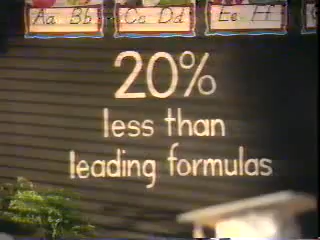 Aa Bb Cc Dd Ee Ff
20%
less than
leading formulas